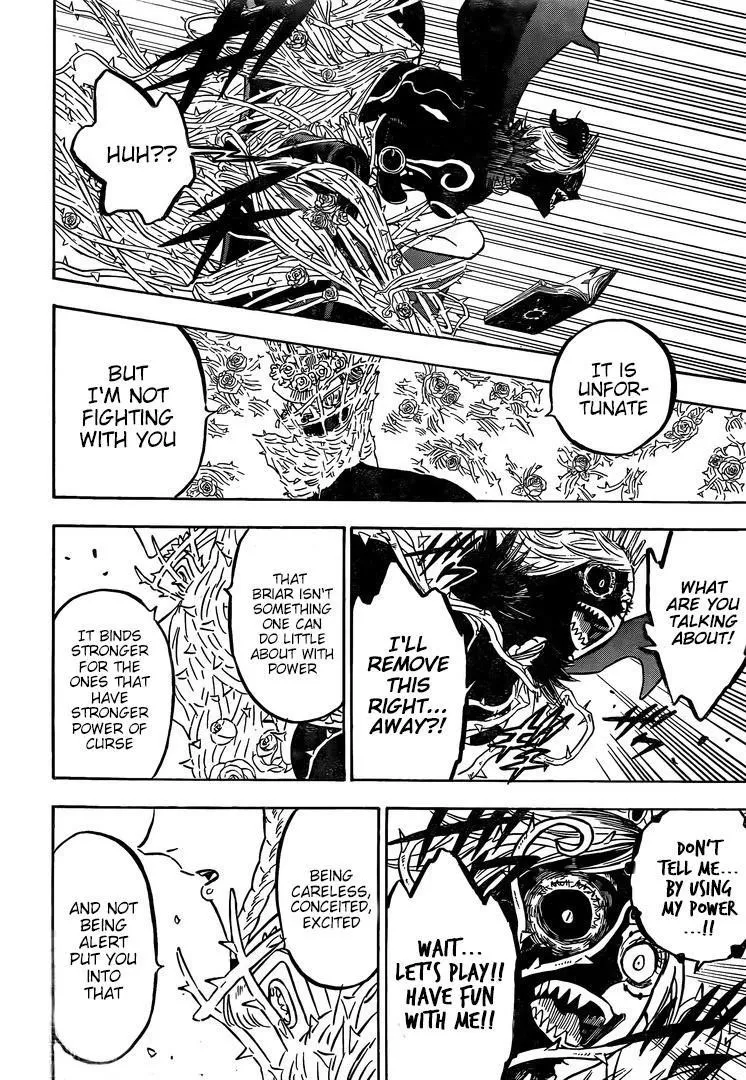 HUH??
IT IS
UNFOR-
TUNATE
BUT
I'M NOT
FIGHTING
WITH YOU
WHAT
ARE YOU
TALKING
ABOUT!
I'LL
REMOVE
THIS
RIGHT...
AWAY?!
THAT
BRIAR ISN'T
SOMETHING
ONE CAN
DO LITTLE
ABOUT WITH
POWER
IT BINDS
STRONGER
FOR THE
ONES THAT
HAVE
STRONGER
POWER OF
CURSE
DON'T
TELL ME...
BY USING
MY POWER
...!!
WAIT...
LET'S PLAY!!
HAVE FUN
WITH ME!!
BEING
CARELESS,
CONCEITED,
EXCITED
AND NOT
BEING
ALERT
PUT YOU
INTO
THAT